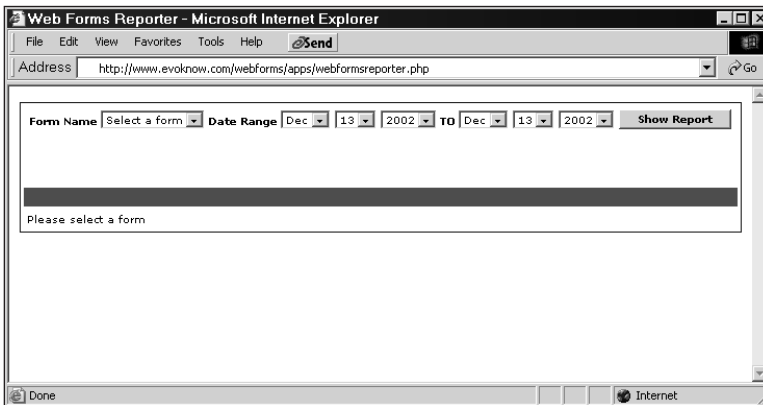 Web Forms Reporter - Microsoft Internet Explorer
File Edit View Favorites Tools Help Send
Address http://www.evoknow.com/webforms/apps/webformsreporter.php Go
Form Name Select a form Date Range Dec 13 2002 TO Dec 13 2002 Show Report
Please select a form
Done Internet